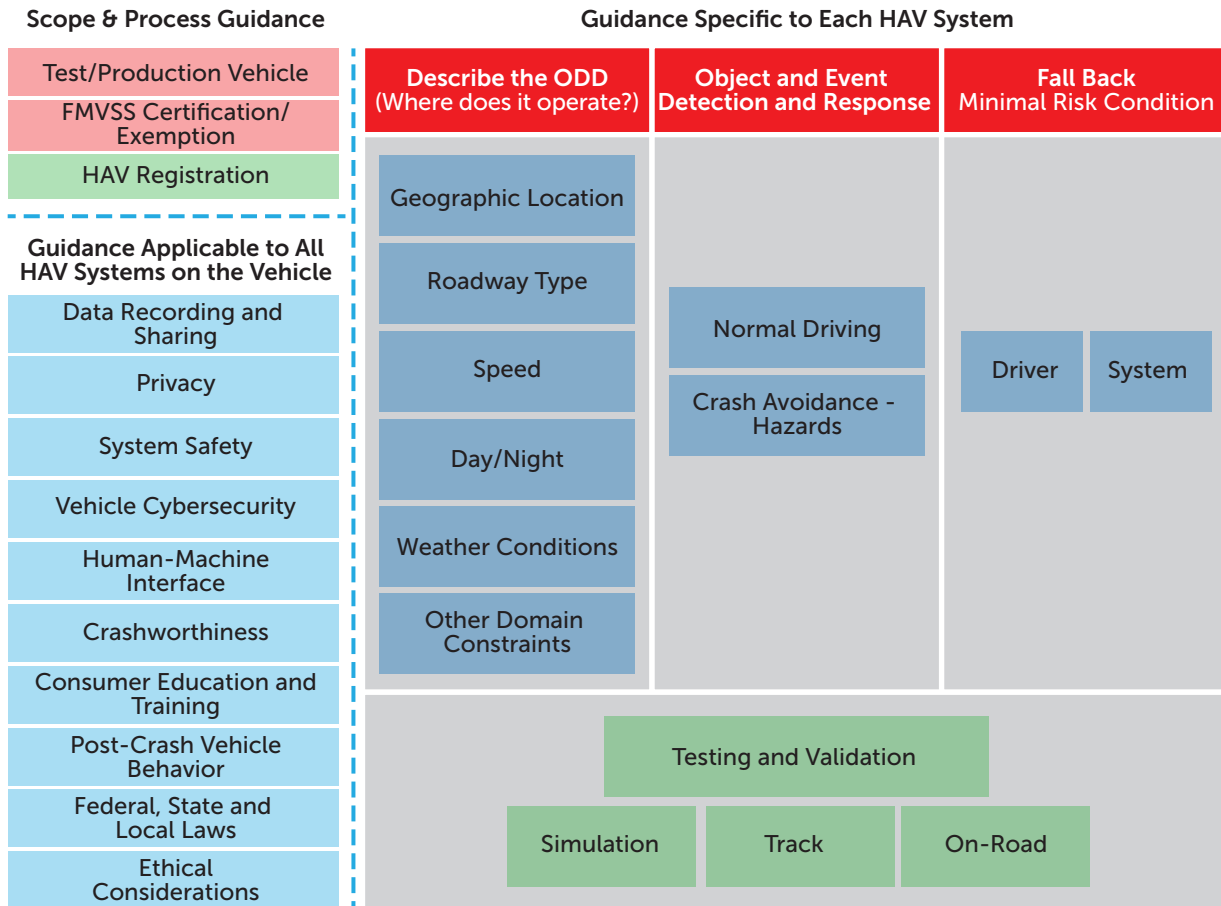 Scope & Process Guidance
Test/Production Vehicle
FMVSS Certification/
Exemption
HAV Registration
Guidance Applicable to All
HAV Systems on the Vehicle
Data Recording and
Sharing
Privacy
System Safety
Vehicle Cybersecurity
Human-Machine
Interface
Crashworthiness
Consumer Education and
Training
Post-Crash Vehicle
Behavior
Federal, State and
Local Laws
Ethical
Considerations
Guidance Specific to Each HAV System
Describe the ODD
(Where does it operate?)
Geographic Location
Roadway Type
Speed
Day/Night
Weather Conditions
Other Domain
Constraints
Object and Event
Detection and Response
Normal Driving
Crash Avoidance -
Hazards
Fall Back
Minimal Risk Condition
Driver
System
Testing and Validation
Simulation
Track
On-Road